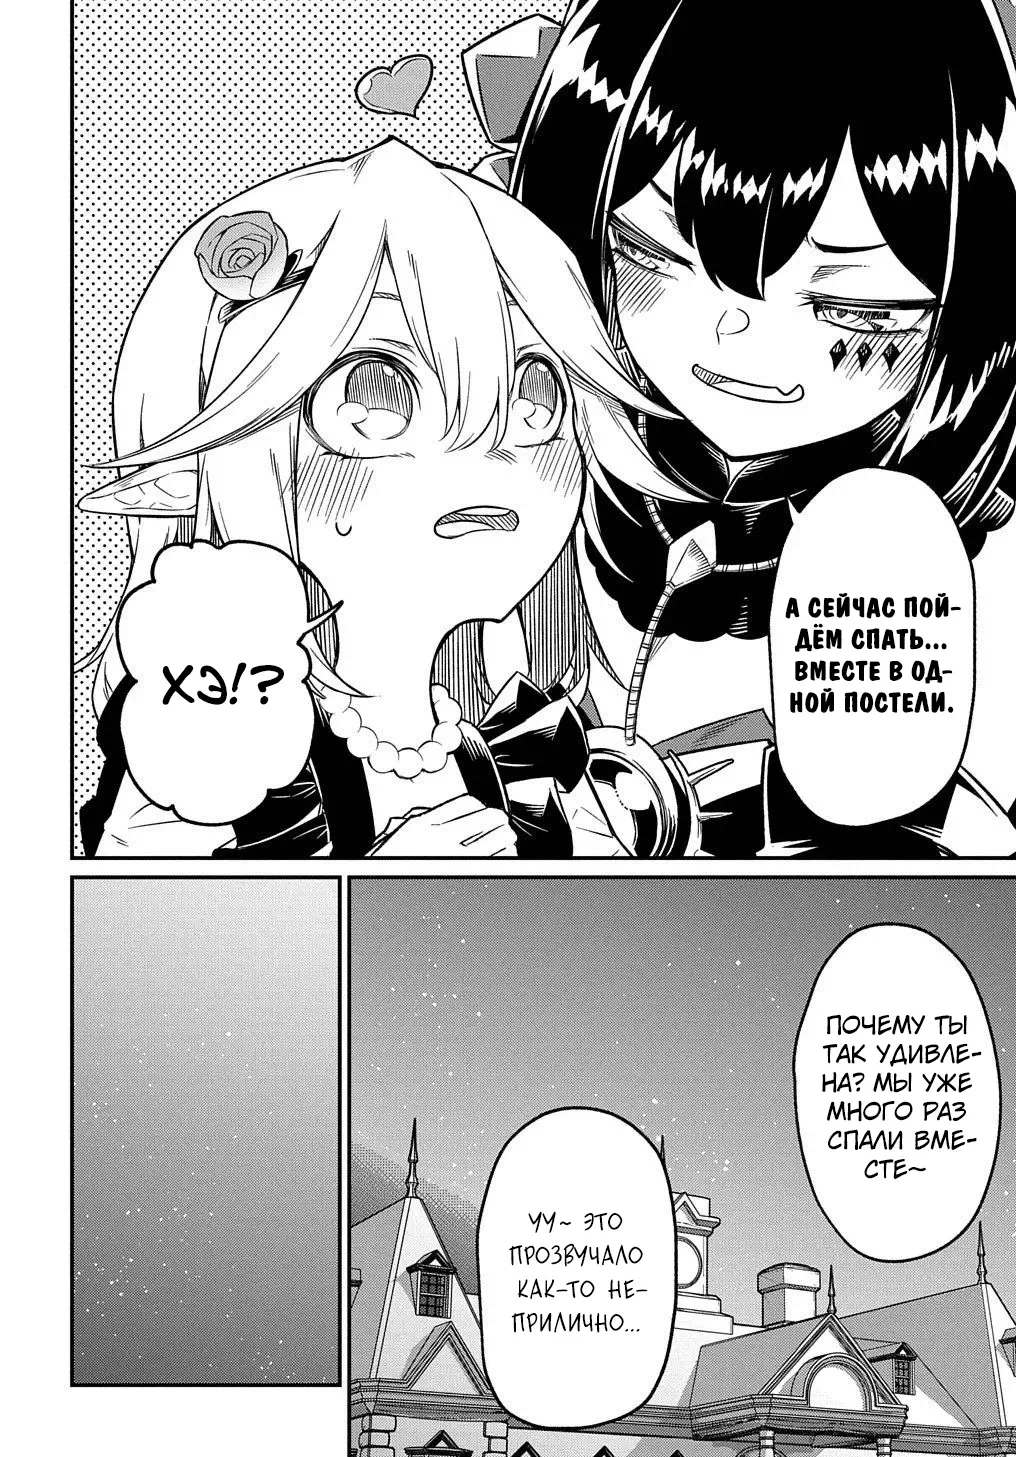 А СЕЙЧАС ПОЙ-
ДЁМ СПАТЬ...
ВМЕСТЕ В ОД-
НОЙ ПОСТЕЛИ.
ХЭ!?
ПОЧЕМУ ТЫ
ТАК УДИВЛЕ-
НА? МЫ УЖЕ
МНОГО РАЗ
СПАЛИ ВМЕ-
СТЕ~
УУ~ ЭТО
ПРОЗВУЧАЛО
КАК-ТО НЕ-
ПРИЛИЧНО...